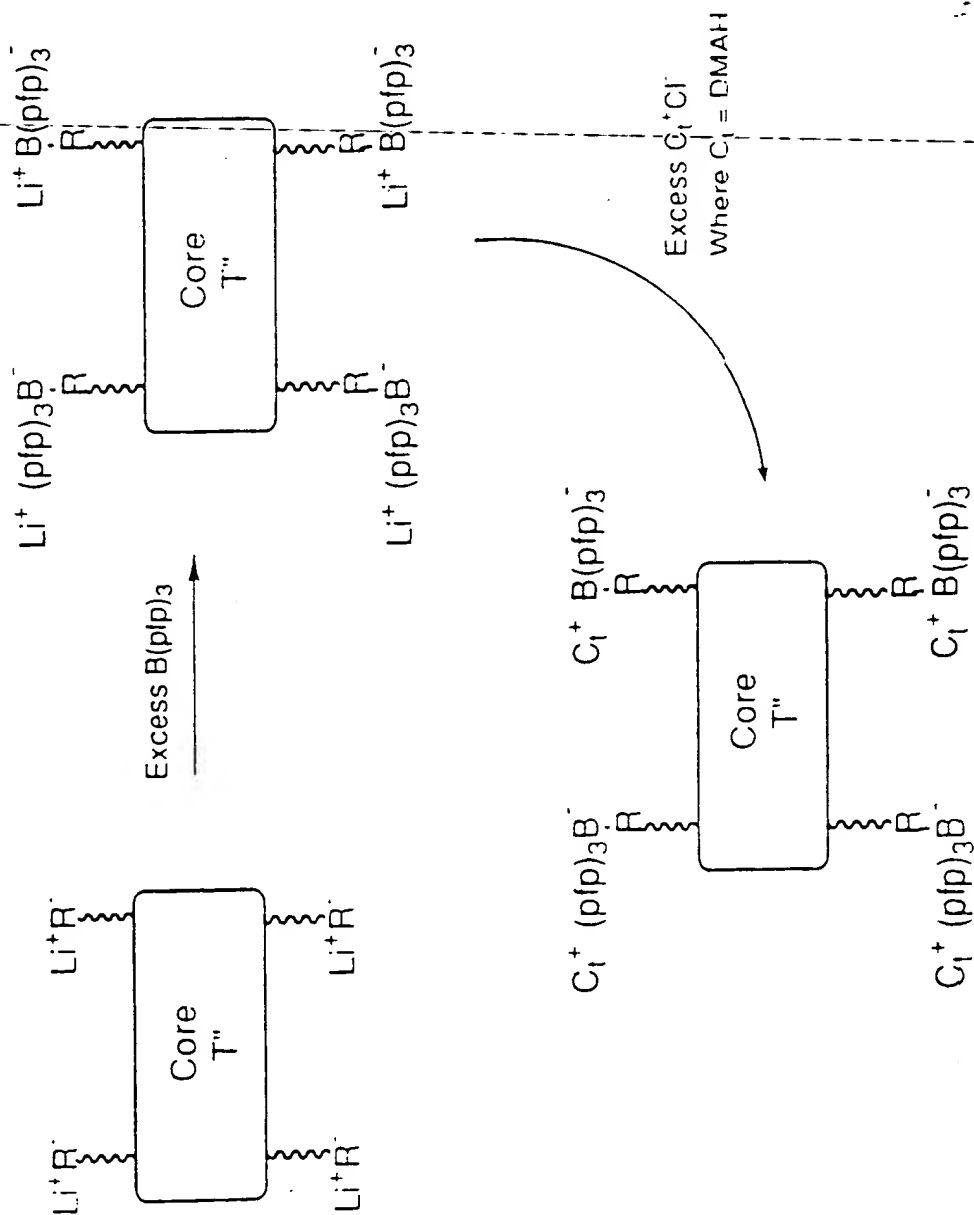 Li⁺R⁻ Li⁺R⁻
Core
T"
Li⁺R⁻ Li⁺R⁻
Excess B(pfp)₃
Li⁺ (pfp)₃B⁻ Li⁺ B(pfp)₃⁻
R R
Core
T"
R R
Li⁺ (pfp)₃B⁻ Li⁺ B(pfp)₃⁻
Excess Cₜ⁺Cl⁻
Where Cₜ = DMAH
Cₜ⁺ (pfp)₃B⁻ Cₜ⁺ B(pfp)₃⁻
R R
Core
T"
R R
Cₜ⁺ (pfp)₃B⁻ Cₜ⁺ B(pfp)₃⁻